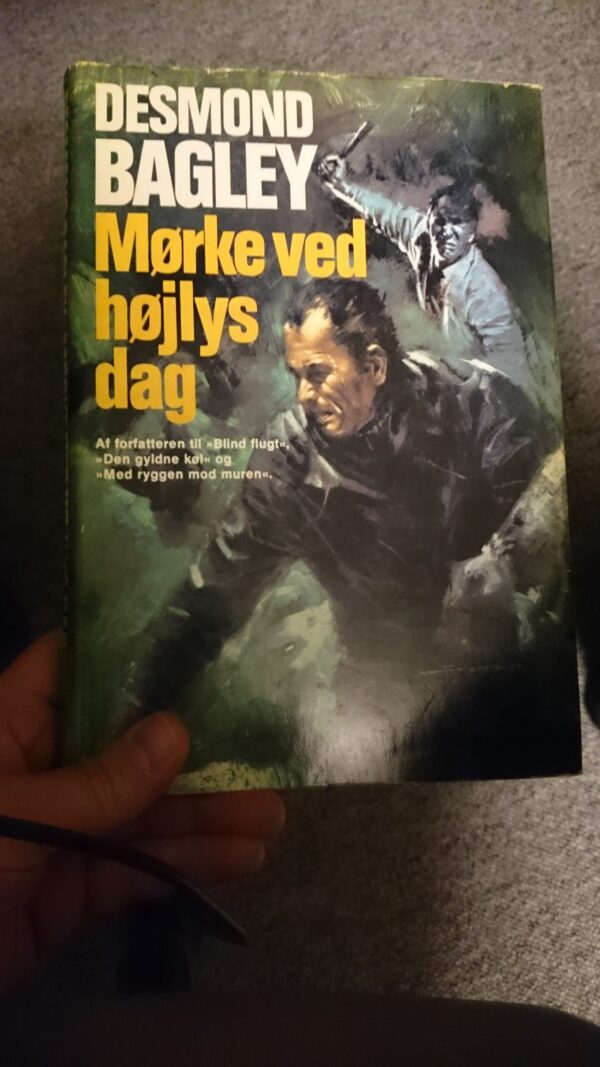 DESMOND
BAGLEY
Mørke ved
højlys
dag
Af forfatteren til »Blind flugt«,
»Den gyldne køl« og
»Med ryggen mod muren«.